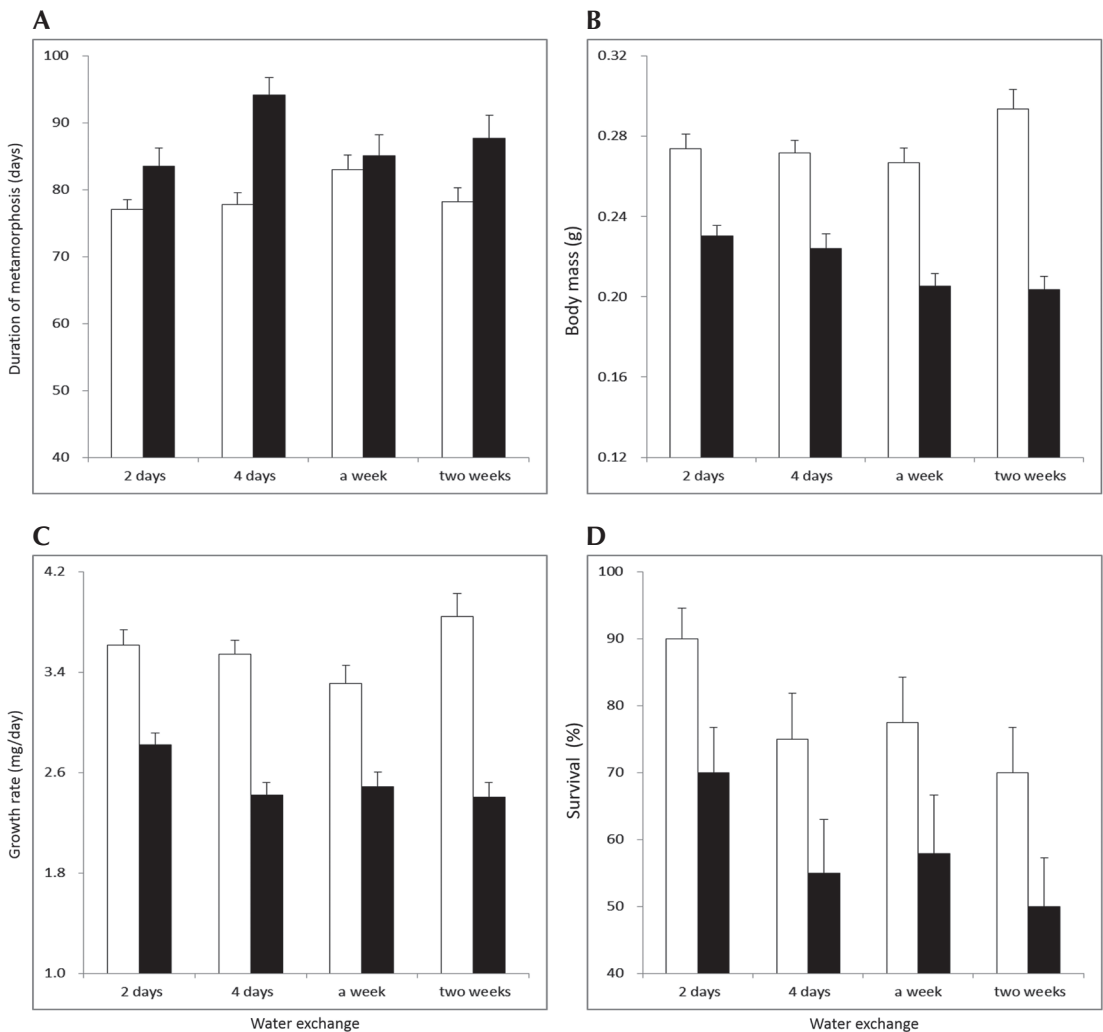 A
Duration of metamorphosis (days)
100
90
80
70
60
50
40
2 days 4 days a week two weeks
B
Body mass (g)
0.32
0.28
0.24
0.20
0.16
0.12
2 days 4 days a week two weeks
C
Growth rate (mg/day)
4.2
3.4
2.6
1.8
1.0
2 days 4 days a week two weeks
Water exchange
D
Survival (%)
100
90
80
70
60
50
40
2 days 4 days a week two weeks
Water exchange